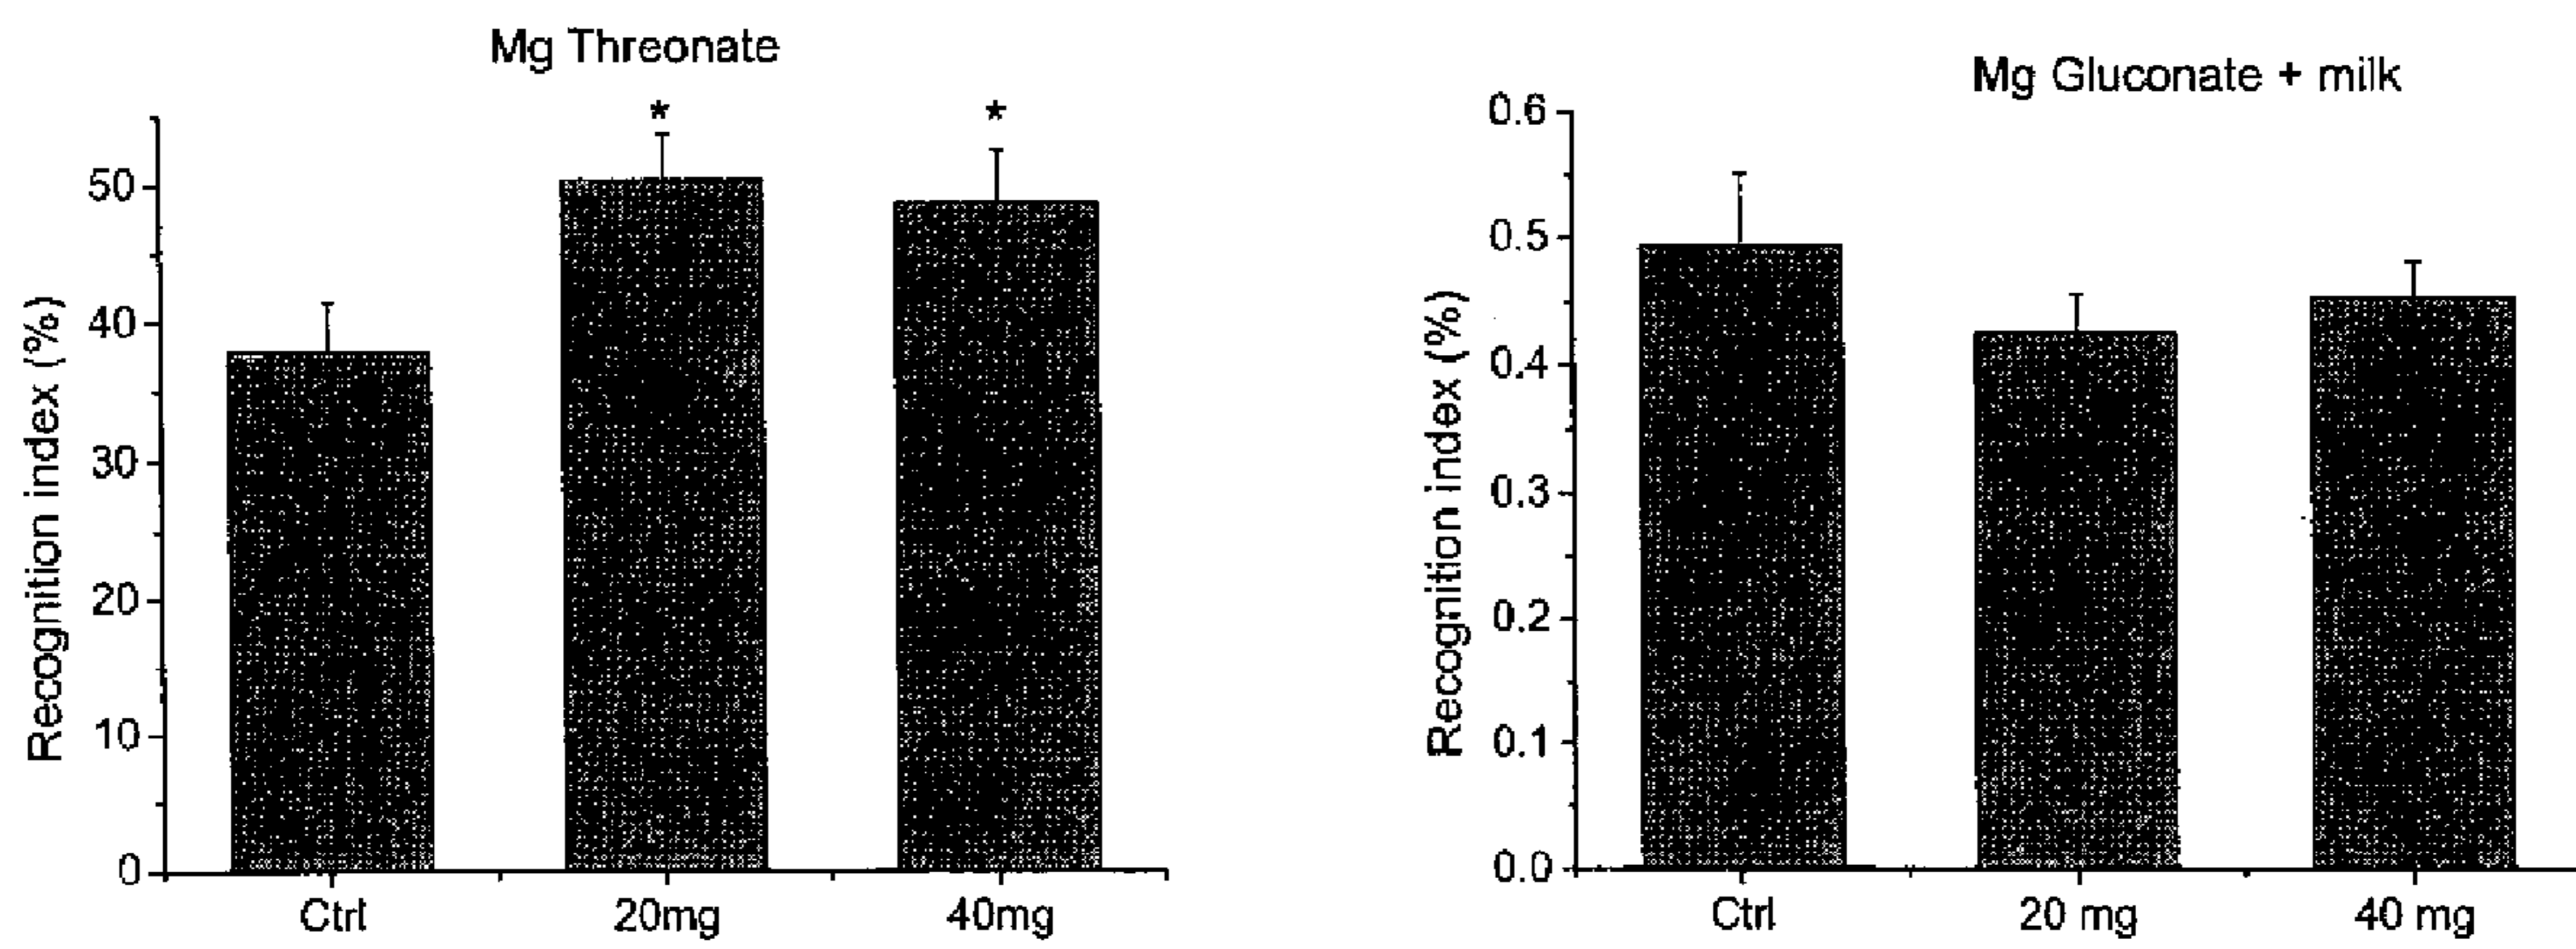 Mg Threonate
*
*
50
40
30
20
10
0
Recognition index (%)
Ctrl
20mg
40mg
Mg Gluconate + milk
0.6
0.5
0.4
0.3
0.2
0.1
0.0
Recognition index (%)
Ctrl
20 mg
40 mg